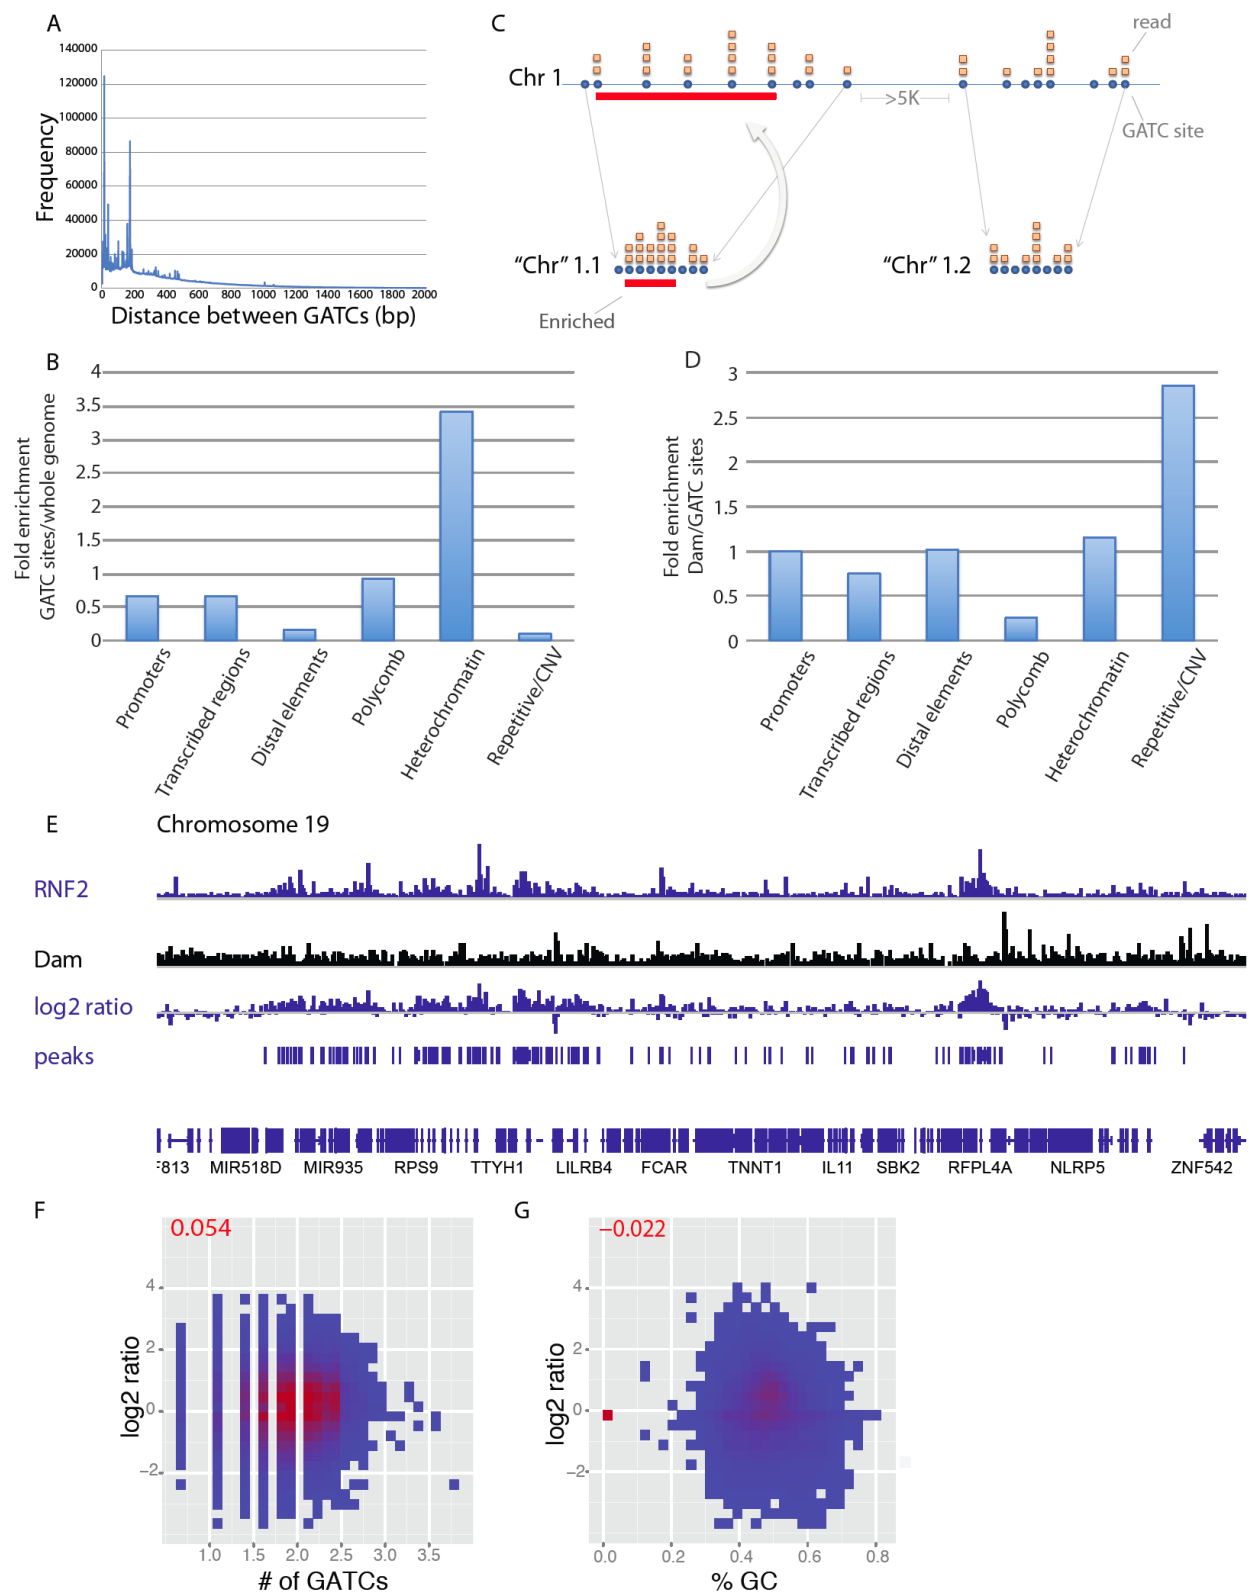 A
140000
120000
100000
80000
60000
40000
20000
0
Frequency
0 200 400 600 800 1000 1200 1400 1600 1800 2000
Distance between GATCs (bp)
C
read
Chr 1
>5K
GATC site
"Chr" 1.1
"Chr" 1.2
Enriched
B
4
3.5
3
2.5
2
1.5
1
0.5
0
Fold enrichment
GATC sites/whole genome
Promoters
Transcribed regions
Distal elements
Polycomb
Heterochromatin
Repetitive/CNV
D
3
2.5
2
1.5
1
0.5
0
Fold enrichment
Dam/GATC sites
Promoters
Transcribed regions
Distal elements
Polycomb
Heterochromatin
Repetitive/CNV
E
Chromosome 19
RNF2
Dam
log2 ratio
peaks
F813 MIR518D MIR935 RPS9 TTYH1 LILRB4 FCAR TNNT1 IL11 SBK2 RFPL4A NLRP5 ZNF542
F
0.054
4
2
0
−2
log2 ratio
1.0 1.5 2.0 2.5 3.0 3.5
# of GATCs
G
−0.022
4
2
0
−2
log2 ratio
0.0 0.2 0.4 0.6 0.8
% GC